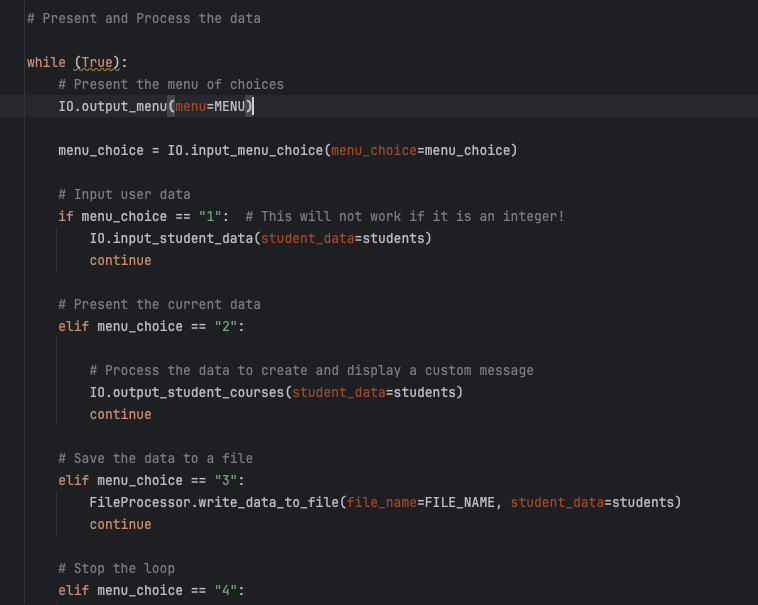 # Present and Process the data
while (True):
# Present the menu of choices
IO.output_menu(menu=MENU)
menu_choice = IO.input_menu_choice(menu_choice=menu_choice)
# Input user data
if menu_choice == "1":  # This will not work if it is an integer!
IO.input_student_data(student_data=students)
continue
# Present the current data
elif menu_choice == "2":
# Process the data to create and display a custom message
IO.output_student_courses(student_data=students)
continue
# Save the data to a file
elif menu_choice == "3":
FileProcessor.write_data_to_file(file_name=FILE_NAME, student_data=students)
continue
# Stop the loop
elif menu_choice == "4":